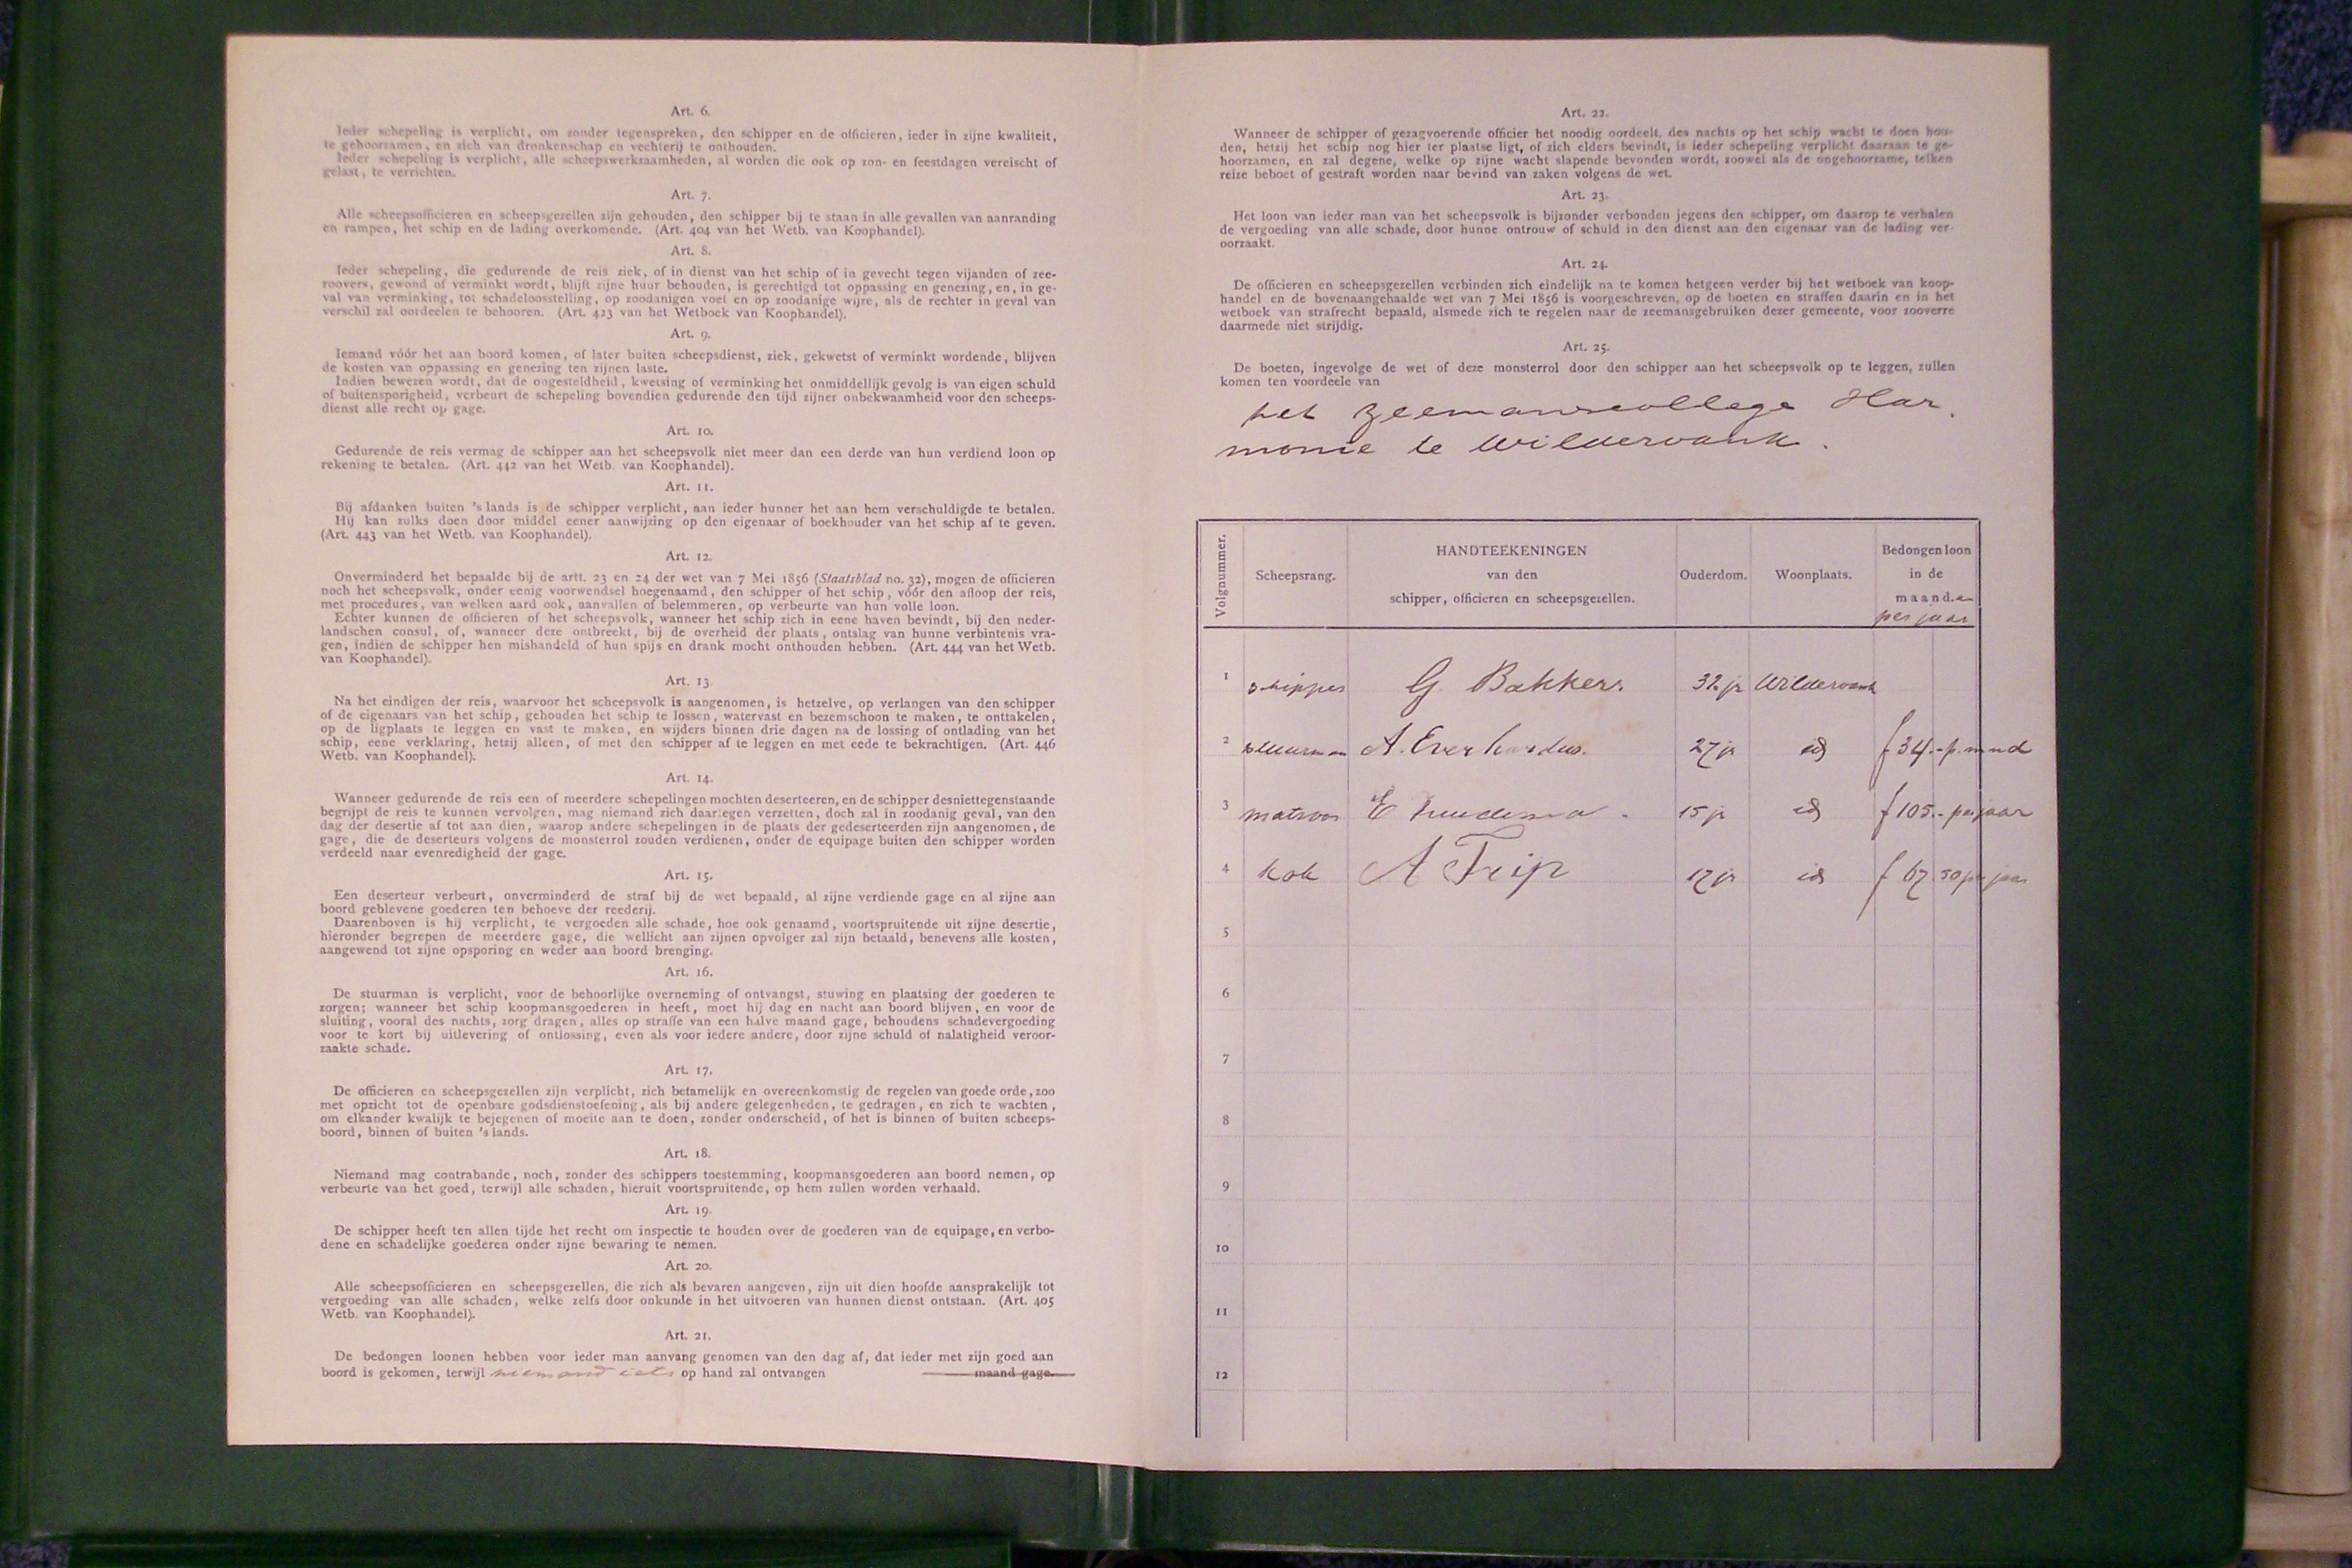 Art. 6.
Ieder schepeling is verplicht, om zonder tegenspreken, den schipper en de officieren, ieder in zijne kwaliteit,
te gehoorzamen, en zich van dronkenschap en vechterij te onthouden.
Ieder schepeling is verplicht, alle scheepswerkzaamheden, al worden die ook op zon- en feestdagen vereischt of
gelast, te verrichten.
Art. 7.
Alle scheepsofficieren en scheepsgezellen zijn gehouden, den schipper bij te staan in alle gevallen van aanranding
en rampen, het schip en de lading overkomende. (Art. 404 van het Wetb. van Koophandel).
Art. 8.
Ieder schepeling, die gedurende de reis ziek, of in dienst van het schip of in gevecht tegen vijanden of zee-
roovers, gewond of verminkt wordt, blijft zijne huur behouden, is gerechtigd tot oppassing en genezing, en, in ge-
val van verminking, tot schadeloosstelling, op zoodanigen voet en op zoodanige wijze, als de rechter in geval van
verschil zal oordeelen te behooren. (Art. 423 van het Wetboek van Koophandel).
Art. 9.
Iemand vóór het aan boord komen, of later buiten scheepsdienst, ziek, gekwetst of verminkt wordende, blijven
de kosten van oppassing en genezing ten zijnen laste.
Indien bewezen wordt, dat de ongesteldheid, kwetsing of verminking het onmiddellijk gevolg is van eigen schuld
of buitensporigheid, verbeurt de schepeling bovendien gedurende den tijd zijner onbekwaamheid voor den scheeps-
dienst alle recht op gage.
Art. 10.
Gedurende de reis vermag de schipper aan het scheepsvolk niet meer dan een derde van hun verdiend loon op
rekening te betalen. (Art. 442 van het Wetb. van Koophandel).
Art. 11.
Bij afdanken buiten 's lands is de schipper verplicht, aan ieder hunner het aan hem verschuldigde te betalen.
Hij kan zulks doen door middel eener aanwijzing op den eigenaar of boekhouder van het schip af te geven.
(Art. 443 van het Wetb. van Koophandel).
Art. 12.
Onverminderd het bepaalde bij de artt. 23 en 24 der wet van 7 Mei 1856 (Staatsblad no. 32), mogen de officieren
noch het scheepsvolk, onder eenig voorwendsel hoegenaamd, den schipper of het schip, vóór den afloop der reis,
met procedures, van welken aard ook, aanvallen of belemmeren, op verbeurte van hun volle loon.
Echter kunnen de officieren of het scheepsvolk, wanneer het schip zich in eene haven bevindt, bij den neder-
landschen consul, of, wanneer deze ontbreekt, bij de overheid der plaats, ontslag van hunne verbintenis vra-
gen, indien de schipper hen mishandeld of hun spijs en drank mocht onthouden hebben. (Art. 444 van het Wetb.
van Koophandel).
Art. 13.
Na het eindigen der reis, waarvoor het scheepsvolk is aangenomen, is hetzelve, op verlangen van den schipper
of de eigenaars van het schip, gehouden het schip te lossen, watervast en bezemschoon te maken, te onttakelen,
op de ligplaats te leggen en vast te maken, en wijders binnen drie dagen na de lossing of ontlading van het
schip, eene verklaring, hetzij alleen, of met den schipper af te leggen en met eede te bekrachtigen. (Art. 446
Wetb. van Koophandel).
Art. 14.
Wanneer gedurende de reis een of meerdere schepelingen mochten deserteeren, en de schipper desniettegenstaande
begrijpt de reis te kunnen vervolgen, mag niemand zich daartegen verzetten, doch zal in zoodanig geval, van den
dag der desertie af tot aan dien, waarop andere schepelingen in de plaats der gedeserteerden zijn aangenomen, de
gage, die de deserteurs volgens de monsterrol zouden verdienen, onder de equipage buiten den schipper worden
verdeeld naar evenredigheid der gage.
Art. 15.
Een deserteur verbeurt, onverminderd de straf bij de wet bepaald, al zijne verdiende gage en al zijne aan
boord geblevene goederen ten behoeve der reederij.
Daarenboven is hij verplicht, te vergoeden alle schade, hoe ook genaamd, voortspruitende uit zijne desertie,
hieronder begrepen de meerdere gage, die wellicht aan zijnen opvolger zal zijn betaald, benevens alle kosten,
aangewend tot zijne opsporing en weder aan boord brenging.
Art. 16.
De stuurman is verplicht, voor de behoorlijke overneming of ontvangst, stuwing en plaatsing der goederen te
zorgen; wanneer het schip koopmansgoederen in heeft, moet hij dag en nacht aan boord blijven, en voor de
sluiting, vooral des nachts, zorg dragen, alles op straffe van een halve maand gage, behoudens schadevergoeding
voor te kort bij uitlevering of ontlossing, even als voor iedere andere, door zijne schuld of nalatigheid veroor-
zaakte schade.
Art. 17.
De officieren en scheepsgezellen zijn verplicht, zich betamelijk en overeenkomstig de regelen van goede orde, zoo
met opzicht tot de openbare godsdienstoefening, als bij andere gelegenheden, te gedragen, en zich te wachten,
om elkander kwalijk te bejegenen of moeite aan te doen, zonder onderscheid, of het is binnen of buiten scheeps-
boord, binnen of buiten 's lands.
Art. 18.
Niemand mag contrabande, noch, zonder des schippers toestemming, koopmansgoederen aan boord nemen, op
verbeurte van het goed, terwijl alle schaden, hieruit voortspruitende, op hem zullen worden verhaald.
Art. 19.
De schipper heeft ten allen tijde het recht om inspectie te houden over de goederen van de equipage, en verbo-
dene en schadelijke goederen onder zijne bewaring te nemen.
Art. 20.
Alle scheepsofficieren en scheepsgezellen, die zich als bevaren aangeven, zijn uit dien hoofde aansprakelijk tot
vergoeding van alle schaden, welke zelfs door onkunde in het uitvoeren van hunnen dienst ontstaan. (Art. 405
Wetb. van Koophandel).
Art. 21.
De bedongen loonen hebben voor ieder man aanvang genomen van den dag af, dat ieder met zijn goed aan
boord is gekomen, terwijl niemand iets op hand zal ontvangen maand gage.
Art. 22.
Wanneer de schipper of gezagvoerende officier het noodig oordeelt, des nachts op het schip wacht te doen hou-
den, hetzij het schip nog hier ter plaatse ligt, of zich elders bevindt, is ieder schepeling verplicht daaraan te ge-
hoorzamen, en zal degene, welke op zijne wacht slapende bevonden wordt, zoowel als de ongehoorzame, telken
reize beboet of gestraft worden naar bevind van zaken volgens de wet.
Art. 23.
Het loon van ieder man van het scheepsvolk is bijzonder verbonden jegens den schipper, om daarop te verhalen
de vergoeding van alle schade, door hunne ontrouw of schuld in den dienst aan den eigenaar van de lading ver-
oorzaakt.
Art. 24.
De officieren en scheepsgezellen verbinden zich eindelijk na te komen hetgeen verder bij het wetboek van koop-
handel en de bovenaangehaalde wet van 7 Mei 1856 is voorgeschreven, op de boeten en straffen daarin en in het
wetboek van strafrecht bepaald, alsmede zich te regelen naar de zeemansgebruiken dezer gemeente, voor zooverre
daarmede niet strijdig.
Art. 25.
De boeten, ingevolge de wet of deze monsterrol door den schipper aan het scheepsvolk op te leggen, zullen
komen ten voordeele van
het Zeemanscollege Har.
monie te Wildervank.
Volgnummer. Scheepsrang. HANDTEEKENINGEN van den schipper, officieren en scheepsgezellen. Ouderdom. Woonplaats. Bedongen loon in de maand. en per jaar
1 schipper G. Bakker. 32 jr Wildervank
2 stuurman A. Everhardus. 27 jr id f 34.- p. mnd
3 matroos E 15 jr id f 105.- per jaar
4 kok A Trip 17 jr id f 67 50 per jaar
5
6
7
8
9
10
11
12